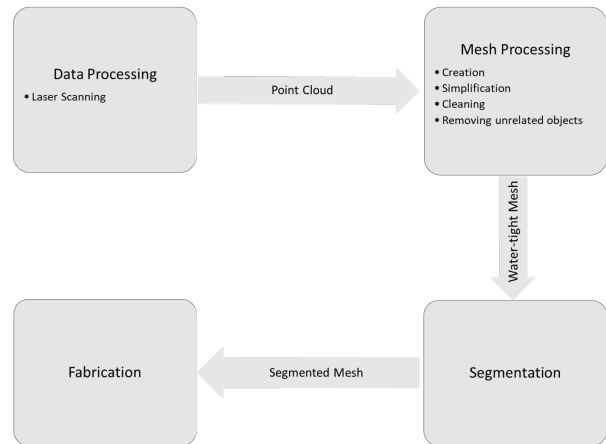 Data Processing
• Laser Scanning
Point Cloud
Mesh Processing
• Creation
• Simplification
• Cleaning
• Removing unrelated objects
Water-tight Mesh
Segmentation
Segmented Mesh
Fabrication